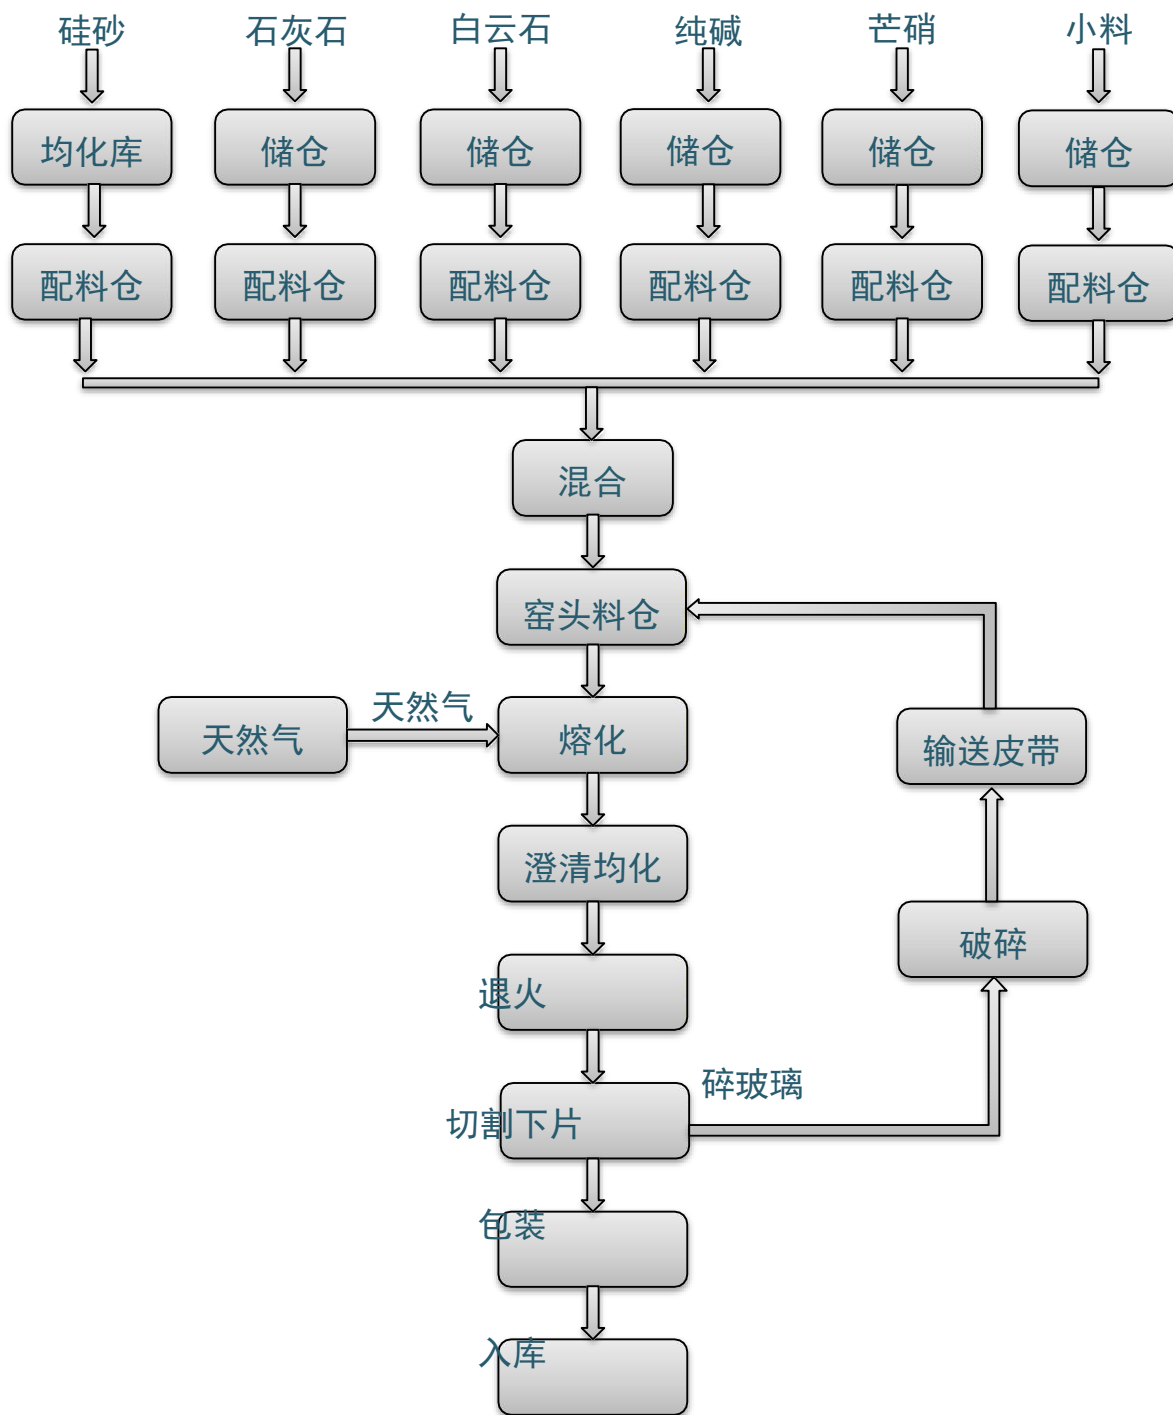 硅砂 石灰石 白云石 纯碱 芒硝 小料
均化库 储仓 储仓 储仓 储仓 储仓
配料仓 配料仓 配料仓 配料仓 配料仓 配料仓
混合
窑头料仓
天然气
天然气 熔化 输送皮带
澄清均化
破碎
退火
碎玻璃
切割下片
包装
入库